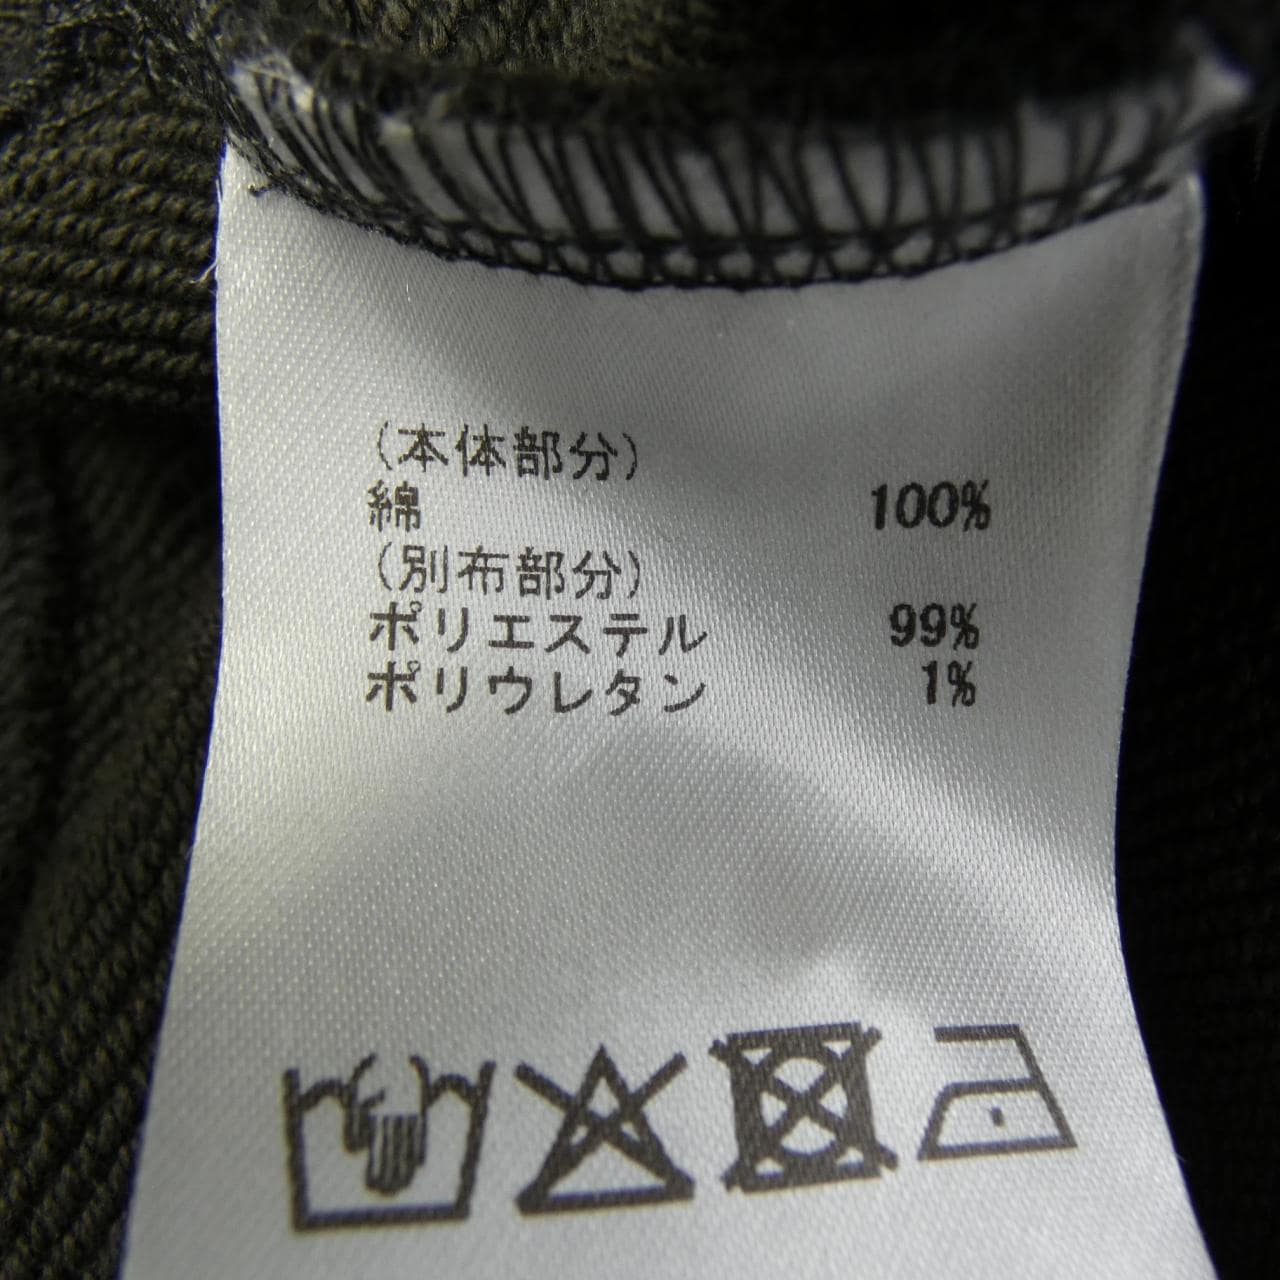 (本体部分)
綿 100%
(別布部分)
ポリエステル 99%
ポリウレタン 1%